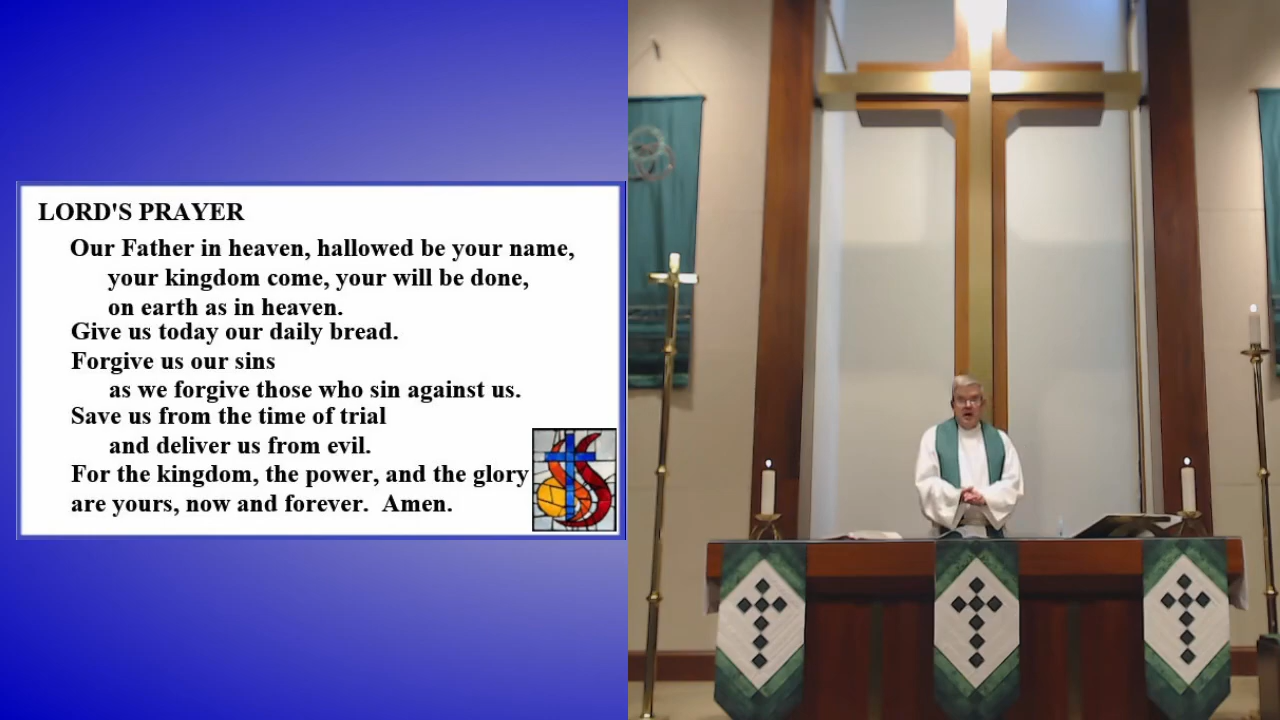 LORD'S PRAYER
Our Father in heaven, hallowed be your name,
your kingdom come, your will be done,
on earth as in heaven.
Give us today our daily bread.
Forgive us our sins
as we forgive those who sin against us.
Save us from the time of trial
and deliver us from evil.
For the kingdom, the power, and the glory
are yours, now and forever.  Amen.